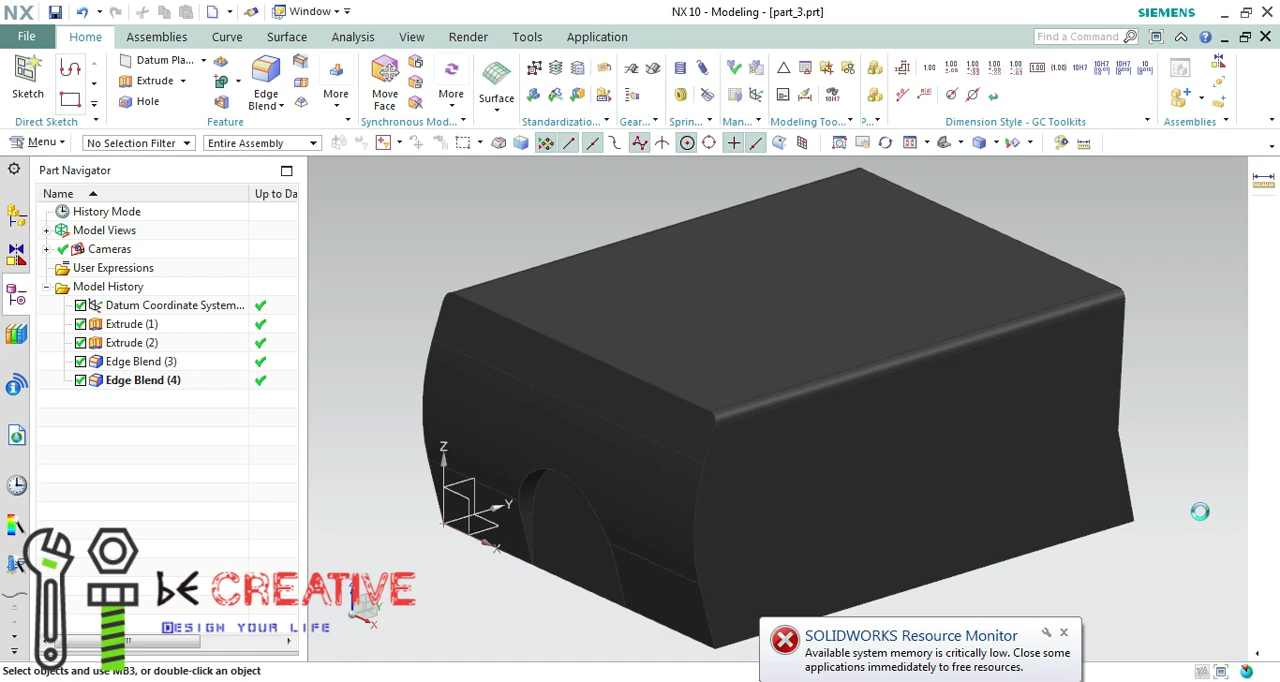 NX
Window
NX 10 - Modeling - [part_3.prt]
SIEMENS
File
Home
Assemblies
Curve
Surface
Analysis
View
Render
Tools
Application
Find a Command
Sketch
Datum Pla...
Extrude
Hole
Edge
Blend
More
Move
Face
More
Surface
Direct Sketch
Feature
Synchronous Mod...
Standardization...
Gear...
Sprin...
Man...
Modeling Too...
P...
Dimension Style - GC Toolkits
Assemblies
Menu
No Selection Filter
Entire Assembly
Part Navigator
Name
Up to Da
History Mode
Model Views
Cameras
User Expressions
Model History
Datum Coordinate System...
Extrude (1)
Extrude (2)
Edge Blend (3)
Edge Blend (4)
Z
Y
X
BE CREATIVE
DESIGN YOUR LIFE
X
SOLIDWORKS Resource Monitor
Available system memory is critically low. Close some
applications immedidately to free resources.
Select objects and use MB3, or double-click an object